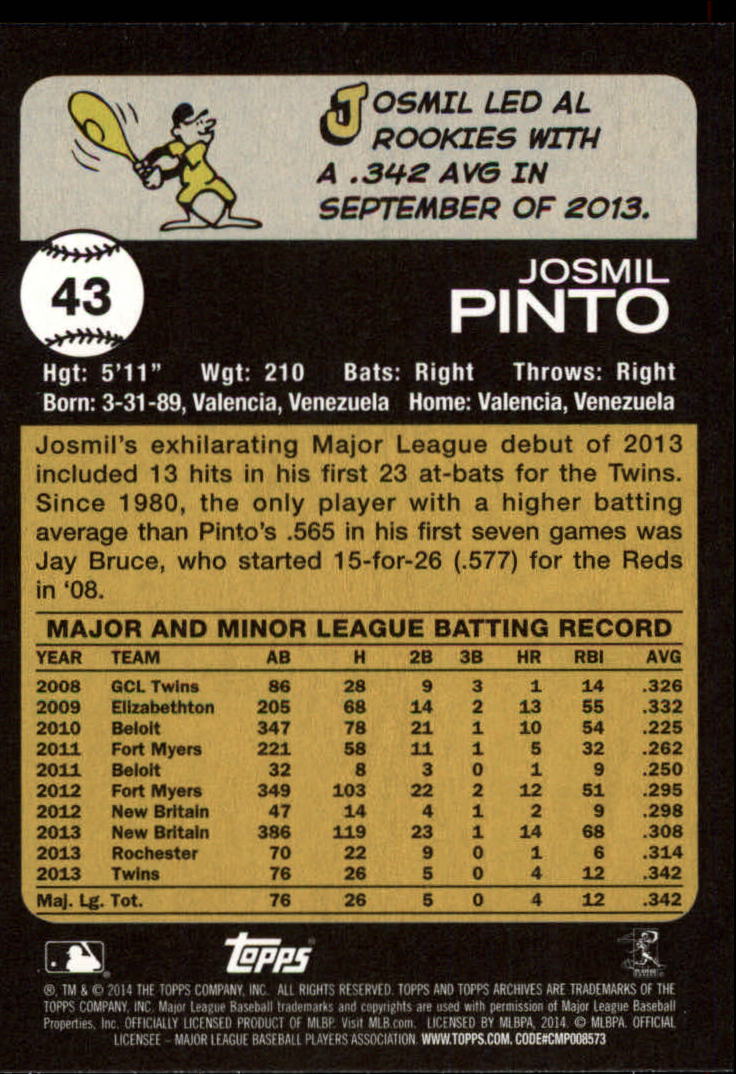 JOSMIL LED AL
ROOKIES WITH
A .342 AVG IN
SEPTEMBER OF 2013.
43
JOSMIL
PINTO
Hgt: 5'11" Wgt: 210 Bats: Right Throws: Right
Born: 3-31-89, Valencia, Venezuela Home: Valencia, Venezuela
Josmil's exhilarating Major League debut of 2013
included 13 hits in his first 23 at-bats for the Twins.
Since 1980, the only player with a higher batting
average than Pinto's .565 in his first seven games was
Jay Bruce, who started 15-for-26 (.577) for the Reds
in '08.
MAJOR AND MINOR LEAGUE BATTING RECORD
YEAR TEAM AB H 2B 3B HR RBI AVG
2008 GCL Twins 86 28 9 3 1 14 .326
2009 Elizabethton 205 68 14 2 13 55 .332
2010 Beloit 347 78 21 1 10 54 .225
2011 Fort Myers 221 58 11 1 5 32 .262
2011 Beloit 32 8 3 0 1 9 .250
2012 Fort Myers 349 103 22 2 12 51 .295
2012 New Britain 47 14 4 1 2 9 .298
2013 New Britain 386 119 23 1 14 68 .308
2013 Rochester 70 22 9 0 1 6 .314
2013 Twins 76 26 5 0 4 12 .342
Maj. Lg. Tot. 76 26 5 0 4 12 .342
Topps
®, TM & © 2014 THE TOPPS COMPANY, INC. ALL RIGHTS RESERVED. TOPPS AND TOPPS ARCHIVES ARE TRADEMARKS OF THE
TOPPS COMPANY, INC. Major League Baseball trademarks and copyrights are used with permission of Major League Baseball
Properties, Inc. OFFICIALLY LICENSED PRODUCT OF MLBP. Visit MLB.com. LICENSED BY MLBPA, 2014. © MLBPA. OFFICIAL
LICENSEE – MAJOR LEAGUE BASEBALL PLAYERS ASSOCIATION. WWW.TOPPS.COM. CODE#CMP008573